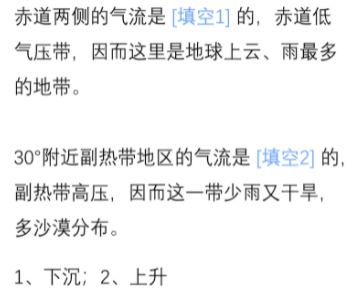 赤道两侧的气流是 [填空1] 的，赤道低
气压带，因而这里是地球上云、雨最多
的地带。
30°附近副热带地区的气流是 [填空2] 的，
副热带高压，因而这一带少雨又干旱，
多沙漠分布。
1、下沉；2、上升